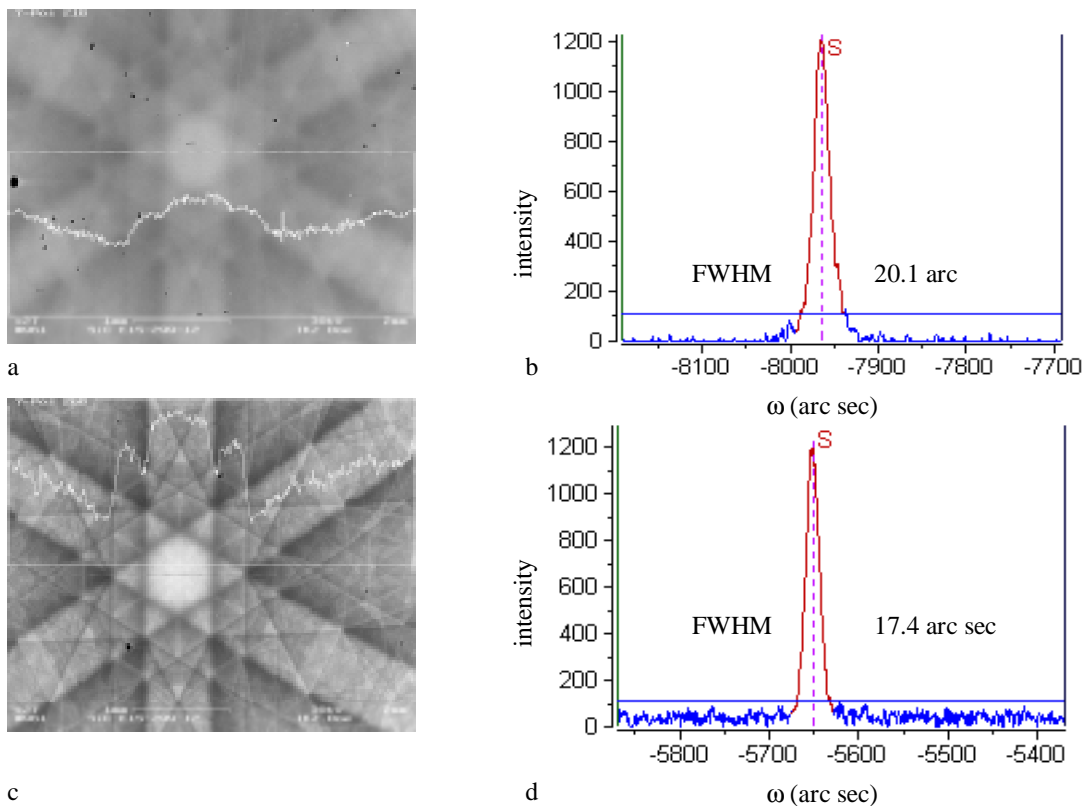 1200
1000
800
600
400
200
0
intensity
S
FWHM 20.1 arc
-8100 -8000 -7900 -7800 -7700
a
b
ω (arc sec)
1200
1000
800
600
400
200
0
intensity
S
FWHM 17.4 arc sec
-5800 -5700 -5600 -5500 -5400
c
d
ω (arc sec)